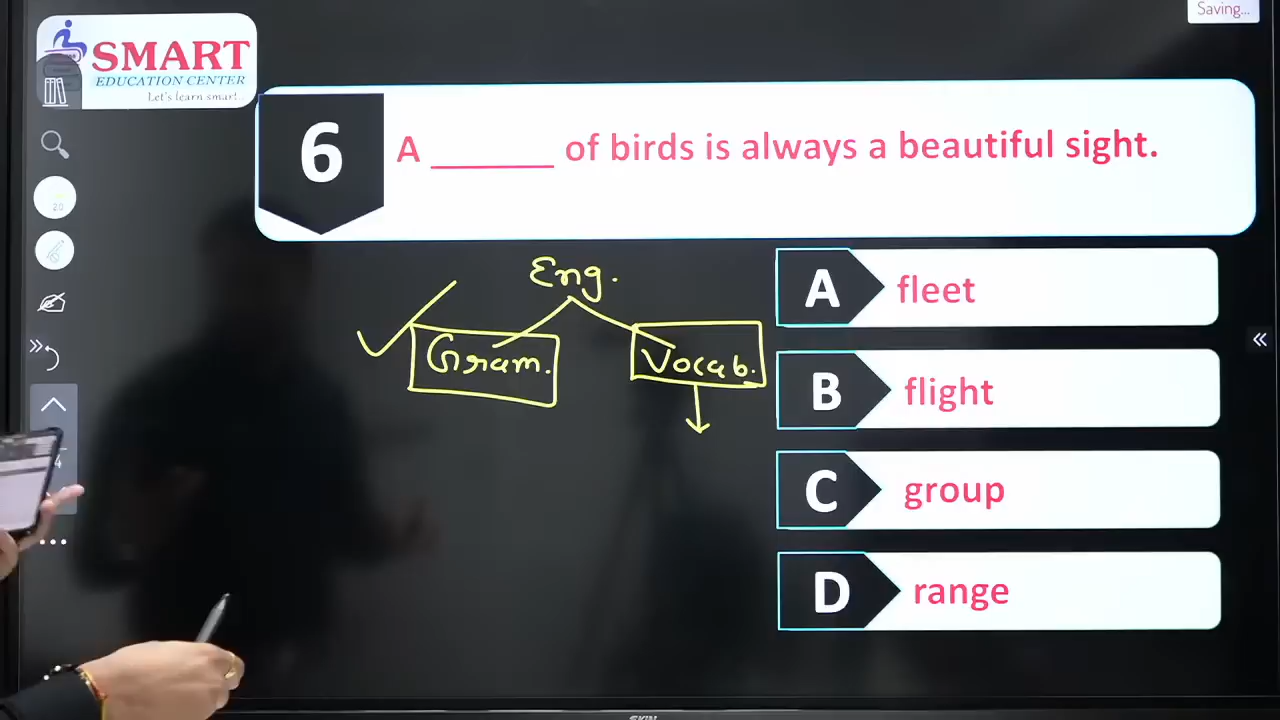 Saving...
SMART
EDUCATION CENTER
Let's learn smart...
6
A ______ of birds is always a beautiful sight.
Eng.
Gram.
Vocab.
A fleet
B flight
C group
D range